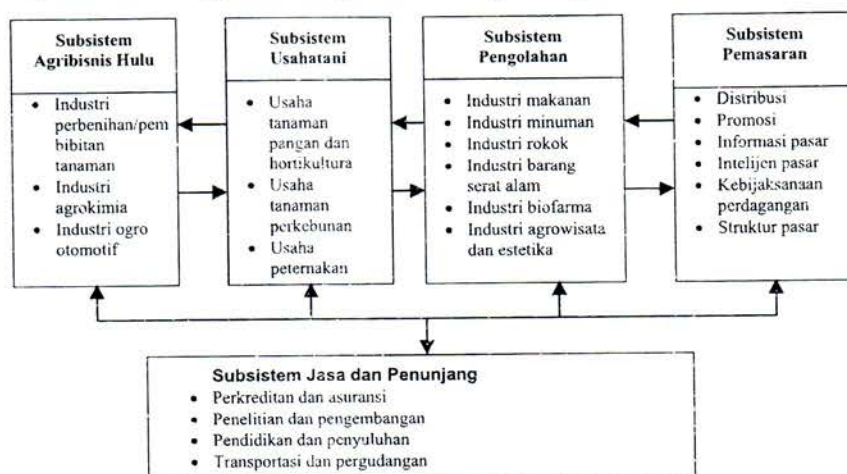 Subsistem
Agribisnis Hulu
Industri
perbenihan/pem
bibitan
tanaman
Industri
agrokimia
Industri ogro
otomotif
Subsistem
Usahatani
Usaha
tanaman
pangan dan
hortikultura
Usaha
tanaman
perkebunan
Usaha
peternakan
Subsistem
Pengolahan
Industri makanan
Industri minuman
Industri rokok
Industri barang
serat alam
Industri biofarma
Industri agrowisata
dan estetika
Subsistem
Pemasaran
Distribusi
Promosi
Informasi pasar
Intelijen pasar
Kebijaksanaan
perdagangan
Struktur pasar
Subsistem Jasa dan Penunjang
Perkreditan dan asuransi
Penelitian dan pengembangan
Pendidikan dan penyuluhan
Transportasi dan pergudangan